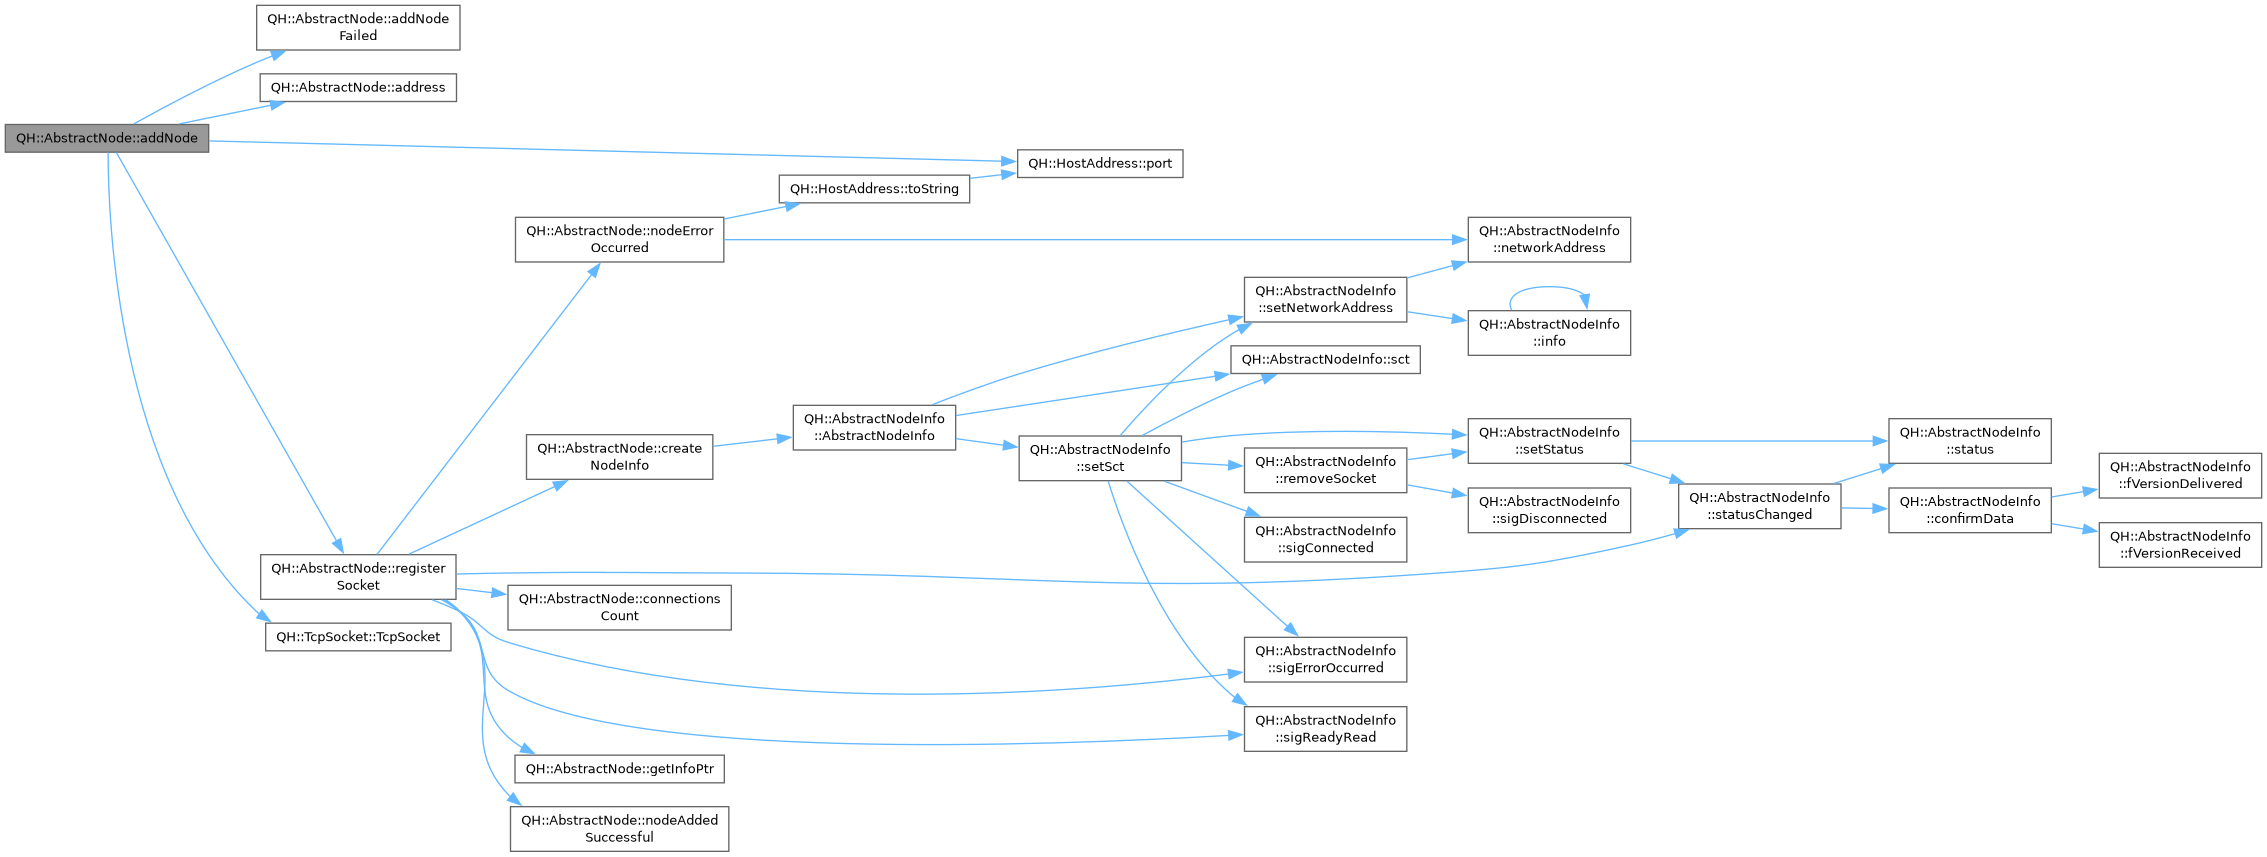 QH::AbstractNode::addNode
Failed
QH::AbstractNode::address
QH::AbstractNode::addNode
QH::HostAddress::port
QH::HostAddress::toString
QH::AbstractNode::nodeError
Occurred
QH::AbstractNodeInfo
::networkAddress
QH::AbstractNodeInfo
::setNetworkAddress
QH::AbstractNodeInfo
::info
QH::AbstractNodeInfo::sct
QH::AbstractNodeInfo
::AbstractNodeInfo
QH::AbstractNode::create
NodeInfo
QH::AbstractNodeInfo
::setSct
QH::AbstractNodeInfo
::setStatus
QH::AbstractNodeInfo
::status
QH::AbstractNodeInfo
::removeSocket
QH::AbstractNodeInfo
::sigDisconnected
QH::AbstractNodeInfo
::statusChanged
QH::AbstractNodeInfo
::confirmData
QH::AbstractNodeInfo
::fVersionDelivered
QH::AbstractNodeInfo
::fVersionReceived
QH::AbstractNodeInfo
::sigConnected
QH::AbstractNode::register
Socket
QH::AbstractNode::connections
Count
QH::TcpSocket::TcpSocket
QH::AbstractNodeInfo
::sigErrorOccurred
QH::AbstractNodeInfo
::sigReadyRead
QH::AbstractNode::getInfoPtr
QH::AbstractNode::nodeAdded
Successful